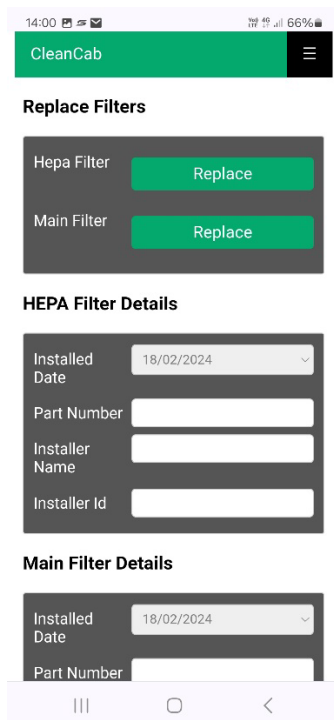 14:00
66%
CleanCab
Replace Filters
Hepa Filter
Replace
Main Filter
Replace
HEPA Filter Details
Installed
Date
18/02/2024
Part Number
Installer
Name
Installer Id
Main Filter Details
Installed
Date
18/02/2024
Part Number